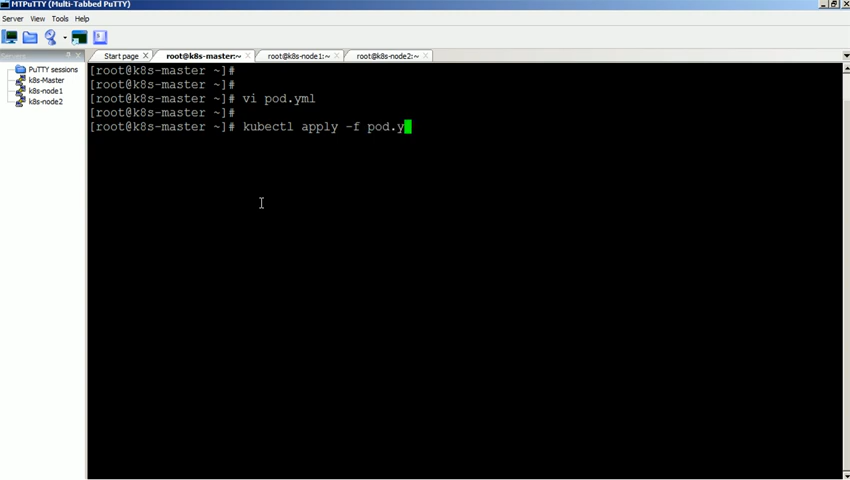 MTPuTTY (Multi-Tabbed PuTTY)
Server View Tools Help
Start page
root@k8s-master:~
root@k8s-node1:~
root@k8s-node2:~
PuTTY sessions
k8s-Master
k8s-node1
k8s-node2
[root@k8s-master ~]#
[root@k8s-master ~]#
[root@k8s-master ~]# vi pod.yml
[root@k8s-master ~]#
[root@k8s-master ~]# kubectl apply -f pod.y